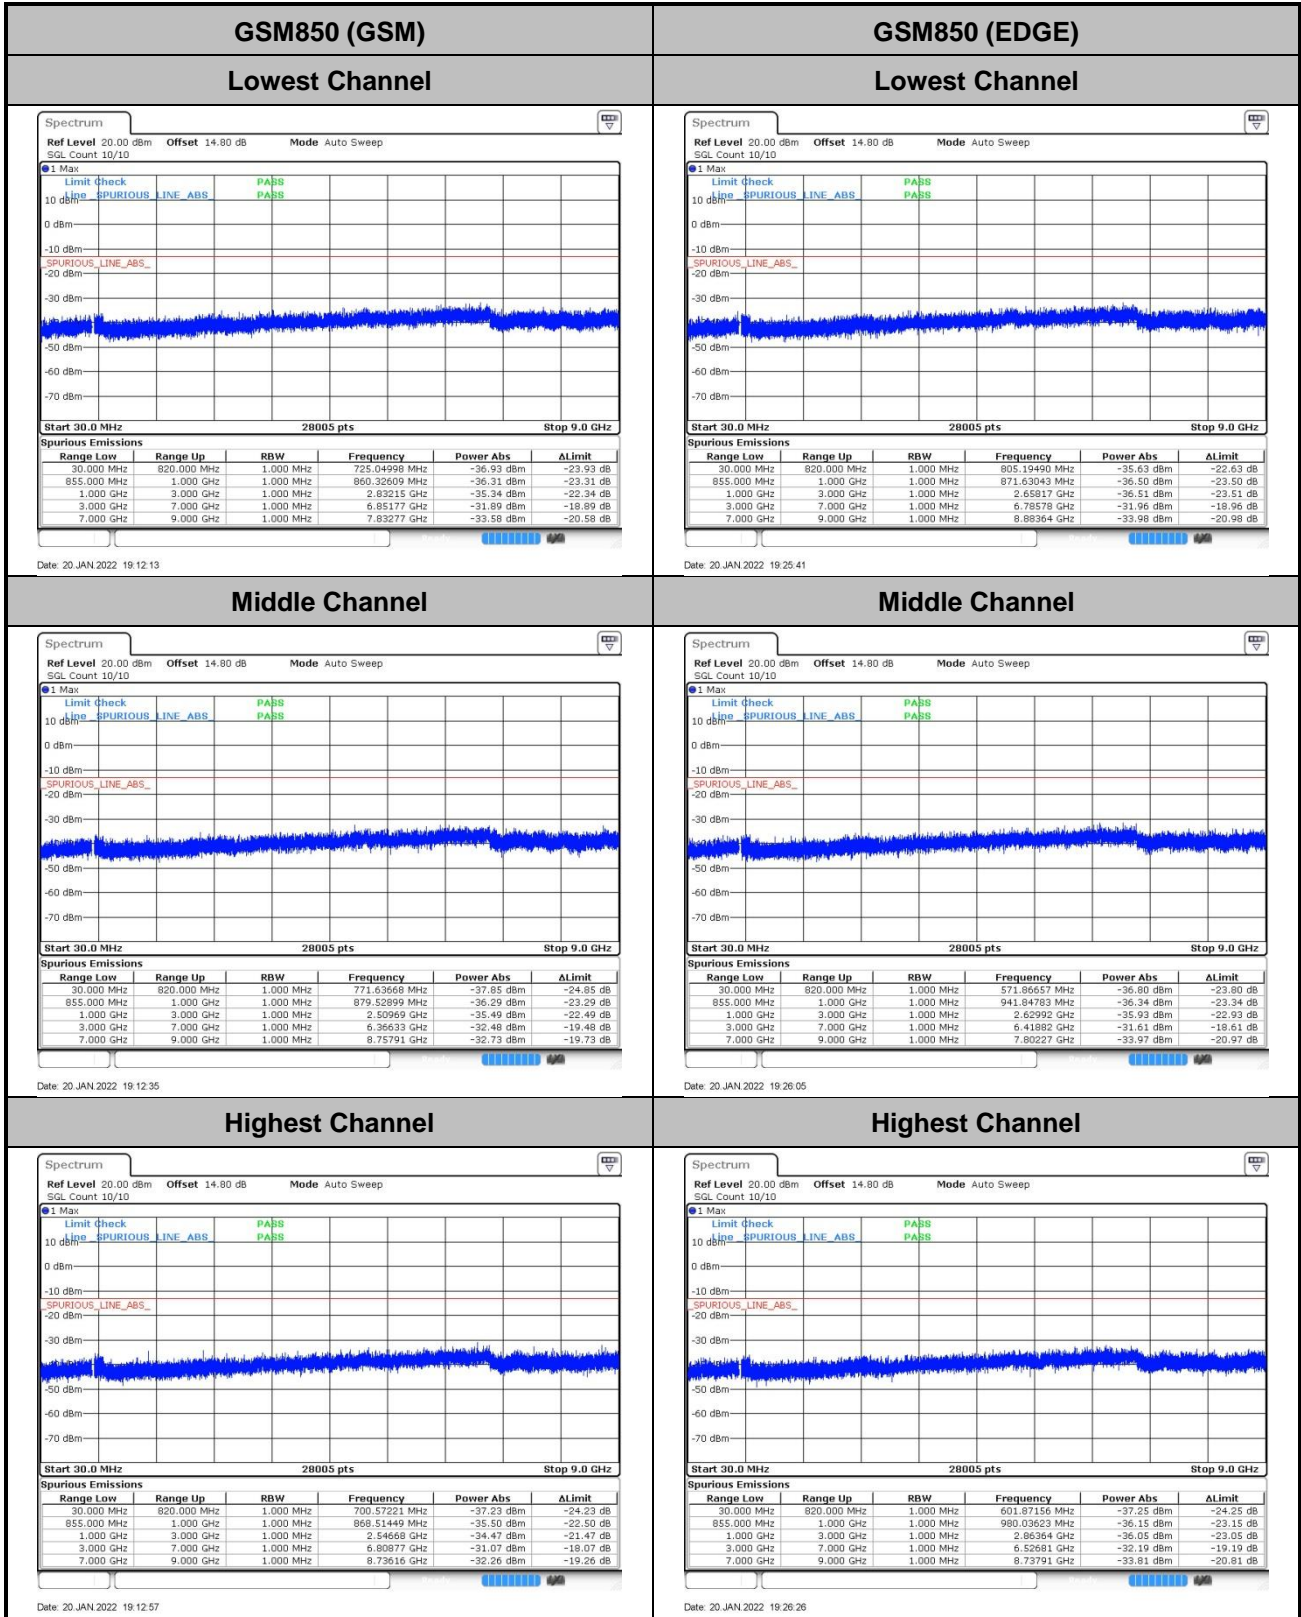 GSM850 (GSM) GSM850 (EDGE)
Lowest Channel Lowest Channel
Spectrum
Ref Level 20.00 dBm Offset 14.80 dB Mode Auto Sweep
SGL Count 10/10
1 Max
Limit Check PASS
10 dBm Line _SPURIOUS_LINE_ABS_ PASS
0 dBm
-10 dBm
_SPURIOUS_LINE_ABS_
-20 dBm
-30 dBm
-50 dBm
-60 dBm
-70 dBm
Start 30.0 MHz 28005 pts Stop 9.0 GHz
Spurious Emissions
Range Low Range Up RBW Frequency Power Abs ΔLimit
30.000 MHz 820.000 MHz 1.000 MHz 725.04998 MHz -36.93 dBm -23.93 dB
855.000 MHz 1.000 GHz 1.000 MHz 860.32609 MHz -36.31 dBm -23.31 dB
1.000 GHz 3.000 GHz 1.000 MHz 2.83215 GHz -35.34 dBm -22.34 dB
3.000 GHz 7.000 GHz 1.000 MHz 6.85177 GHz -31.89 dBm -18.89 dB
7.000 GHz 9.000 GHz 1.000 MHz 7.83277 GHz -33.58 dBm -20.58 dB
Date: 20.JAN.2022 19:12:13
Spectrum
Ref Level 20.00 dBm Offset 14.80 dB Mode Auto Sweep
SGL Count 10/10
1 Max
Limit Check PASS
10 dBm Line _SPURIOUS_LINE_ABS_ PASS
0 dBm
-10 dBm
_SPURIOUS_LINE_ABS_
-20 dBm
-30 dBm
-50 dBm
-60 dBm
-70 dBm
Start 30.0 MHz 28005 pts Stop 9.0 GHz
Spurious Emissions
Range Low Range Up RBW Frequency Power Abs ΔLimit
30.000 MHz 820.000 MHz 1.000 MHz 805.19490 MHz -35.63 dBm -22.63 dB
855.000 MHz 1.000 GHz 1.000 MHz 871.63043 MHz -36.50 dBm -23.50 dB
1.000 GHz 3.000 GHz 1.000 MHz 2.65817 GHz -36.51 dBm -23.51 dB
3.000 GHz 7.000 GHz 1.000 MHz 6.78578 GHz -31.96 dBm -18.96 dB
7.000 GHz 9.000 GHz 1.000 MHz 8.88364 GHz -33.98 dBm -20.98 dB
Date: 20.JAN.2022 19:25:41
Middle Channel Middle Channel
Spectrum
Ref Level 20.00 dBm Offset 14.80 dB Mode Auto Sweep
SGL Count 10/10
1 Max
Limit Check PASS
10 dBm Line _SPURIOUS_LINE_ABS_ PASS
0 dBm
-10 dBm
_SPURIOUS_LINE_ABS_
-20 dBm
-30 dBm
-50 dBm
-60 dBm
-70 dBm
Start 30.0 MHz 28005 pts Stop 9.0 GHz
Spurious Emissions
Range Low Range Up RBW Frequency Power Abs ΔLimit
30.000 MHz 820.000 MHz 1.000 MHz 771.63668 MHz -37.85 dBm -24.85 dB
855.000 MHz 1.000 GHz 1.000 MHz 879.52899 MHz -36.29 dBm -23.29 dB
1.000 GHz 3.000 GHz 1.000 MHz 2.50969 GHz -35.49 dBm -22.49 dB
3.000 GHz 7.000 GHz 1.000 MHz 6.36633 GHz -32.48 dBm -19.48 dB
7.000 GHz 9.000 GHz 1.000 MHz 8.75791 GHz -32.73 dBm -19.73 dB
Date: 20.JAN.2022 19:12:35
Spectrum
Ref Level 20.00 dBm Offset 14.80 dB Mode Auto Sweep
SGL Count 10/10
1 Max
Limit Check PASS
10 dBm Line _SPURIOUS_LINE_ABS_ PASS
0 dBm
-10 dBm
_SPURIOUS_LINE_ABS_
-20 dBm
-30 dBm
-50 dBm
-60 dBm
-70 dBm
Start 30.0 MHz 28005 pts Stop 9.0 GHz
Spurious Emissions
Range Low Range Up RBW Frequency Power Abs ΔLimit
30.000 MHz 820.000 MHz 1.000 MHz 571.86657 MHz -36.80 dBm -23.80 dB
855.000 MHz 1.000 GHz 1.000 MHz 941.84783 MHz -36.34 dBm -23.34 dB
1.000 GHz 3.000 GHz 1.000 MHz 2.62992 GHz -35.93 dBm -22.93 dB
3.000 GHz 7.000 GHz 1.000 MHz 6.41882 GHz -31.61 dBm -18.61 dB
7.000 GHz 9.000 GHz 1.000 MHz 7.80227 GHz -33.97 dBm -20.97 dB
Date: 20.JAN.2022 19:26:05
Highest Channel Highest Channel
Spectrum
Ref Level 20.00 dBm Offset 14.80 dB Mode Auto Sweep
SGL Count 10/10
1 Max
Limit Check PASS
10 dBm Line _SPURIOUS_LINE_ABS_ PASS
0 dBm
-10 dBm
_SPURIOUS_LINE_ABS_
-20 dBm
-30 dBm
-50 dBm
-60 dBm
-70 dBm
Start 30.0 MHz 28005 pts Stop 9.0 GHz
Spurious Emissions
Range Low Range Up RBW Frequency Power Abs ΔLimit
30.000 MHz 820.000 MHz 1.000 MHz 700.57221 MHz -37.23 dBm -24.23 dB
855.000 MHz 1.000 GHz 1.000 MHz 868.51449 MHz -35.50 dBm -22.50 dB
1.000 GHz 3.000 GHz 1.000 MHz 2.54668 GHz -34.47 dBm -21.47 dB
3.000 GHz 7.000 GHz 1.000 MHz 6.80877 GHz -31.07 dBm -18.07 dB
7.000 GHz 9.000 GHz 1.000 MHz 8.73616 GHz -32.26 dBm -19.26 dB
Date: 20.JAN.2022 19:12:57
Spectrum
Ref Level 20.00 dBm Offset 14.80 dB Mode Auto Sweep
SGL Count 10/10
1 Max
Limit Check PASS
10 dBm Line _SPURIOUS_LINE_ABS_ PASS
0 dBm
-10 dBm
_SPURIOUS_LINE_ABS_
-20 dBm
-30 dBm
-50 dBm
-60 dBm
-70 dBm
Start 30.0 MHz 28005 pts Stop 9.0 GHz
Spurious Emissions
Range Low Range Up RBW Frequency Power Abs ΔLimit
30.000 MHz 820.000 MHz 1.000 MHz 601.87156 MHz -37.25 dBm -24.25 dB
855.000 MHz 1.000 GHz 1.000 MHz 980.03623 MHz -36.15 dBm -23.15 dB
1.000 GHz 3.000 GHz 1.000 MHz 2.86364 GHz -36.05 dBm -23.05 dB
3.000 GHz 7.000 GHz 1.000 MHz 6.52681 GHz -32.19 dBm -19.19 dB
7.000 GHz 9.000 GHz 1.000 MHz 8.73791 GHz -33.81 dBm -20.81 dB
Date: 20.JAN.2022 19:26:26